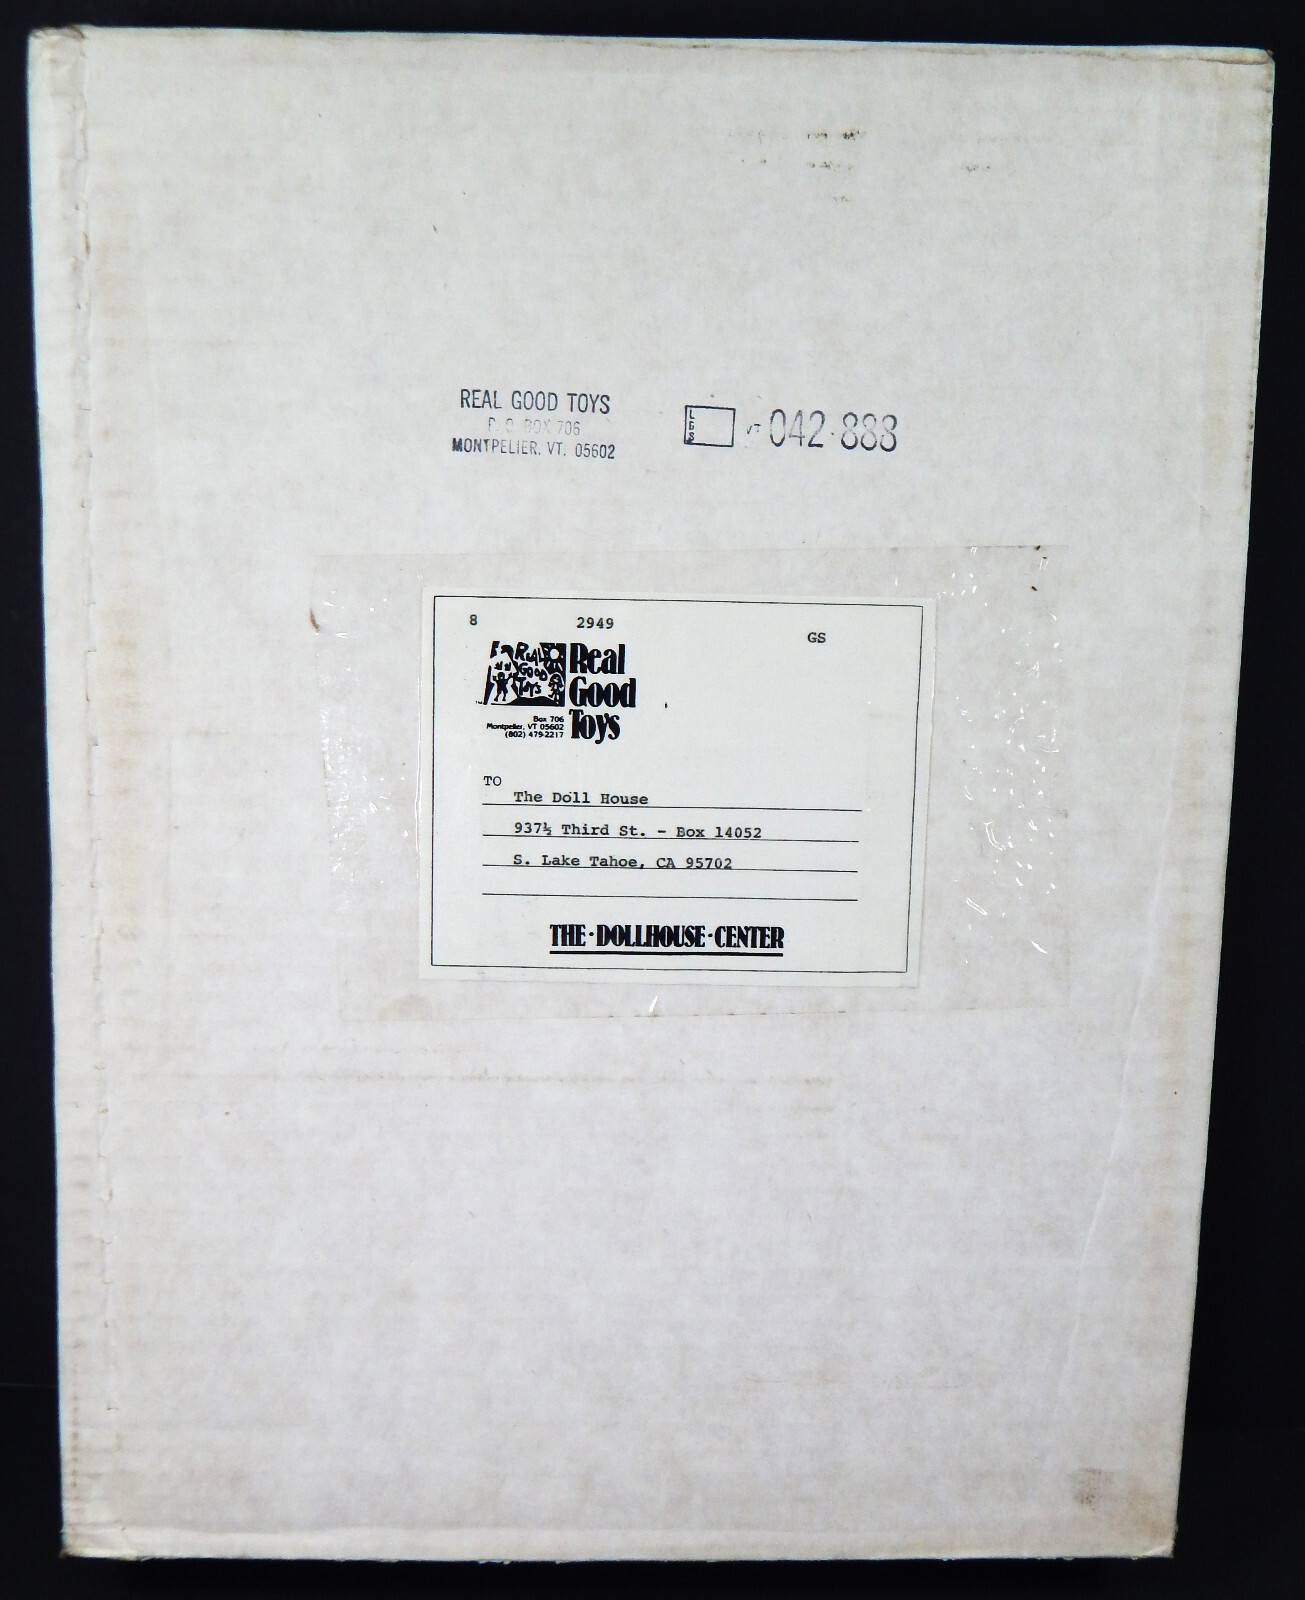 REAL GOOD TOYS
P. O. BOX 706
MONTPELIER, VT. 05602
LBS
VT 042-888
8 2949 GS
REAL GOOD TOYS
Real
Good
Toys
Box 706
Montpelier, VT 05602
(802) 479-2217
TO
The Doll House
937½ Third St. - Box 14052
S. Lake Tahoe, CA 95702
THE·DOLLHOUSE·CENTER